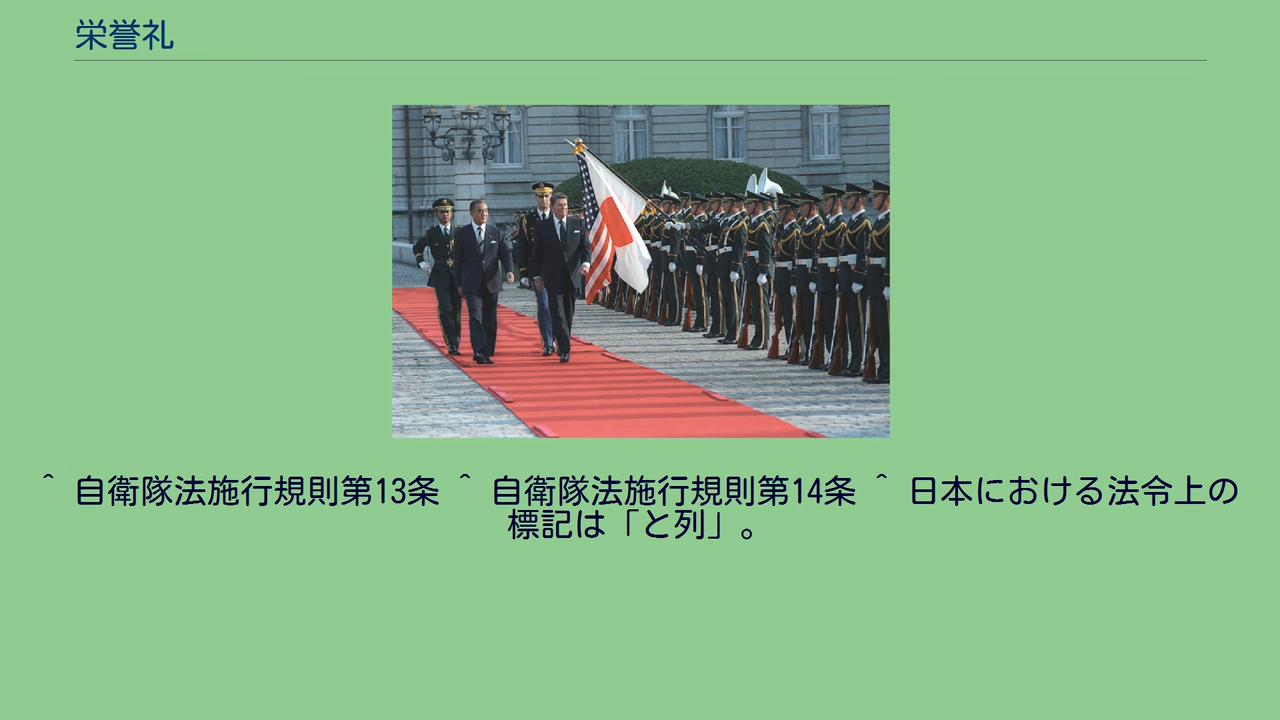 栄誉礼
^ 自衛隊法施行規則第13条 ^ 自衛隊法施行規則第14条 ^ 日本における法令上の
標記は「と列」。